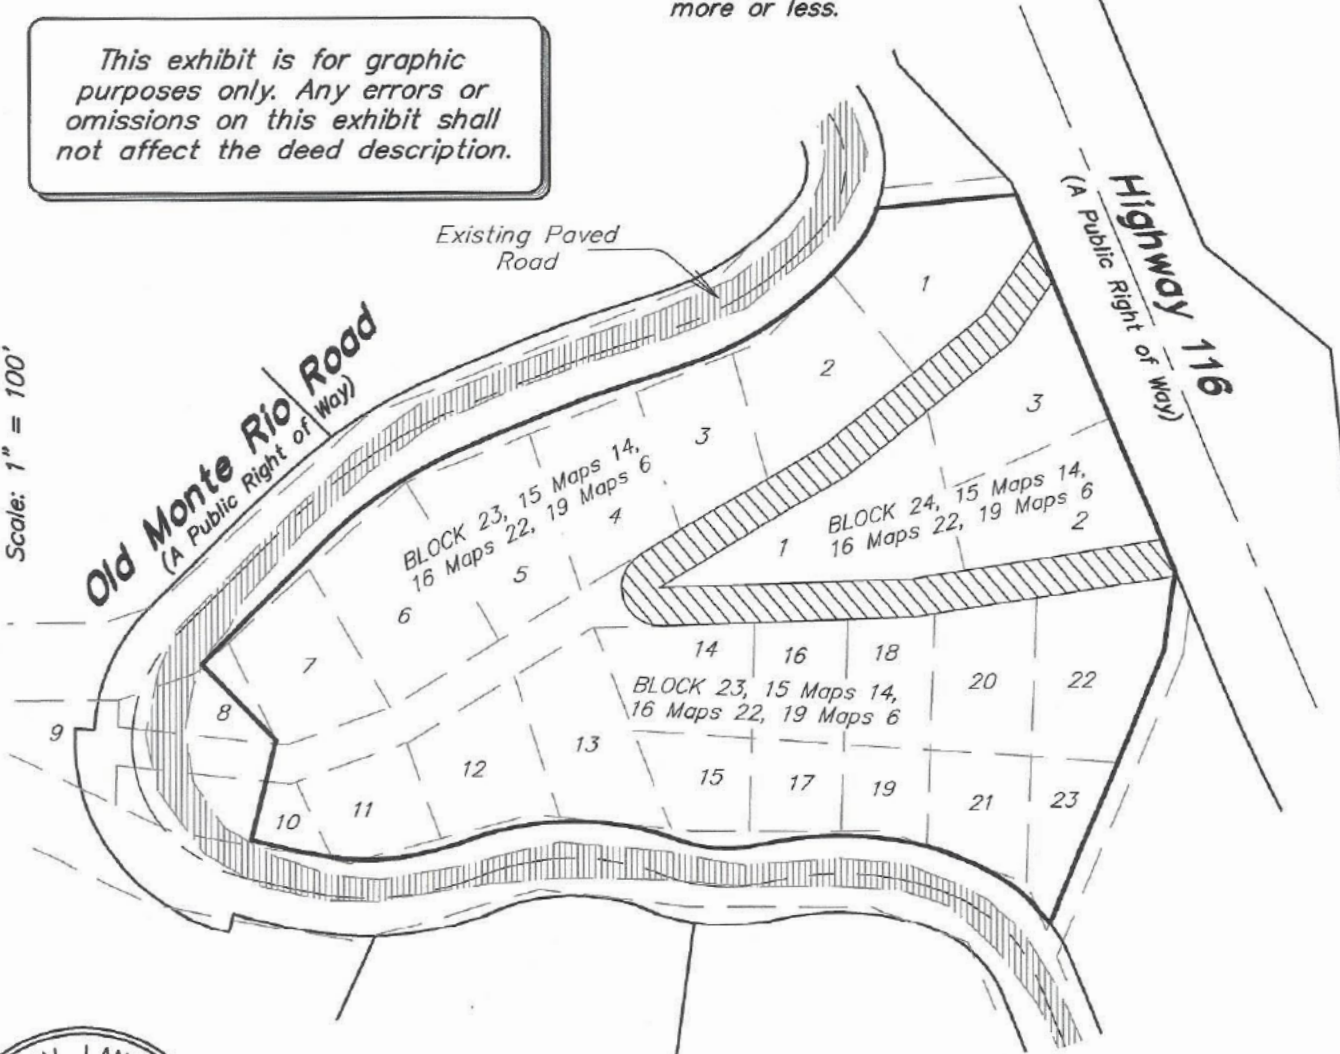 more or less.
This exhibit is for graphic
purposes only. Any errors or
omissions on this exhibit shall
not affect the deed description.
Existing Paved
Road
Highway 116
(A Public Right of Way)
Scale: 1" = 100'
Old Monte Rio Road
(A Public Right of Way)
1
2
3
3
BLOCK 23, 15 Maps 14,
16 Maps 22, 19 Maps 6
4
5
6
7
8
9
BLOCK 24, 15 Maps 14,
16 Maps 22, 19 Maps 6
1
2
14
16
18
20
22
BLOCK 23, 15 Maps 14,
16 Maps 22, 19 Maps 6
13
12
11
10
15
17
19
21
23